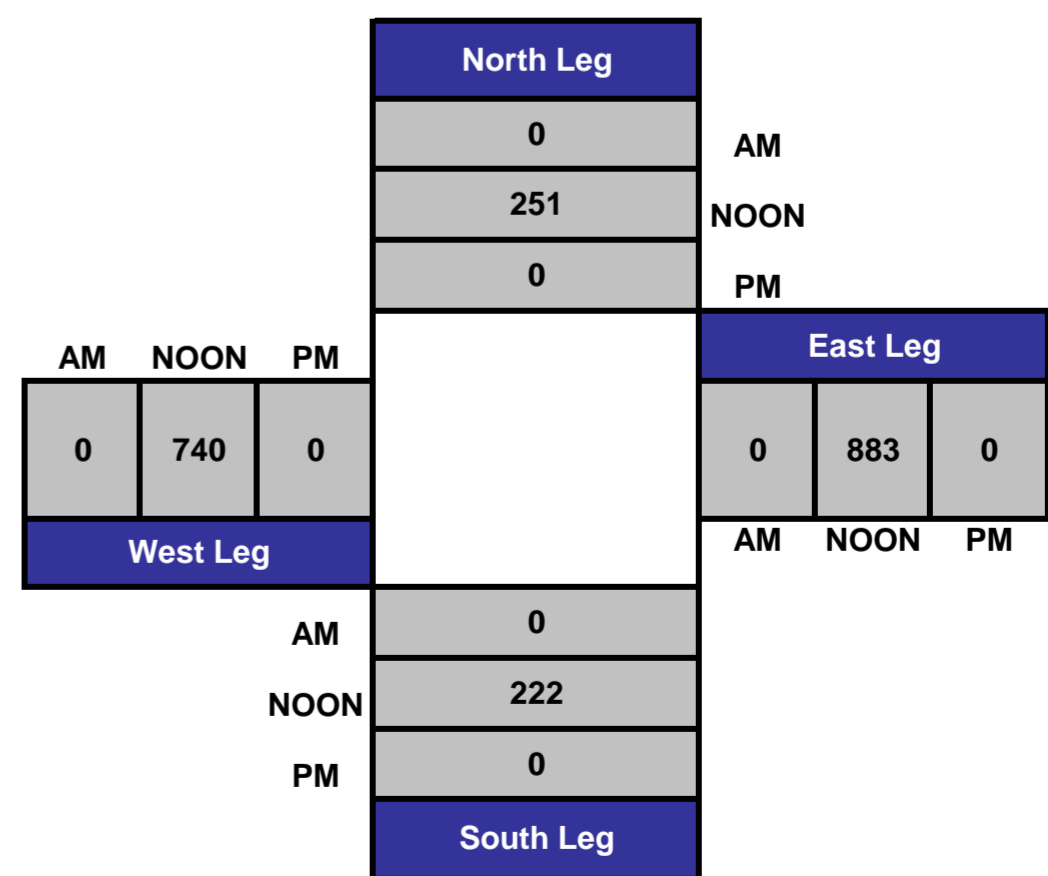 North Leg
0 AM
251 NOON
0 PM
East Leg
AM NOON PM
0 740 0
0 883 0
West Leg
AM NOON PM
AM 0
NOON 222
PM 0
South Leg